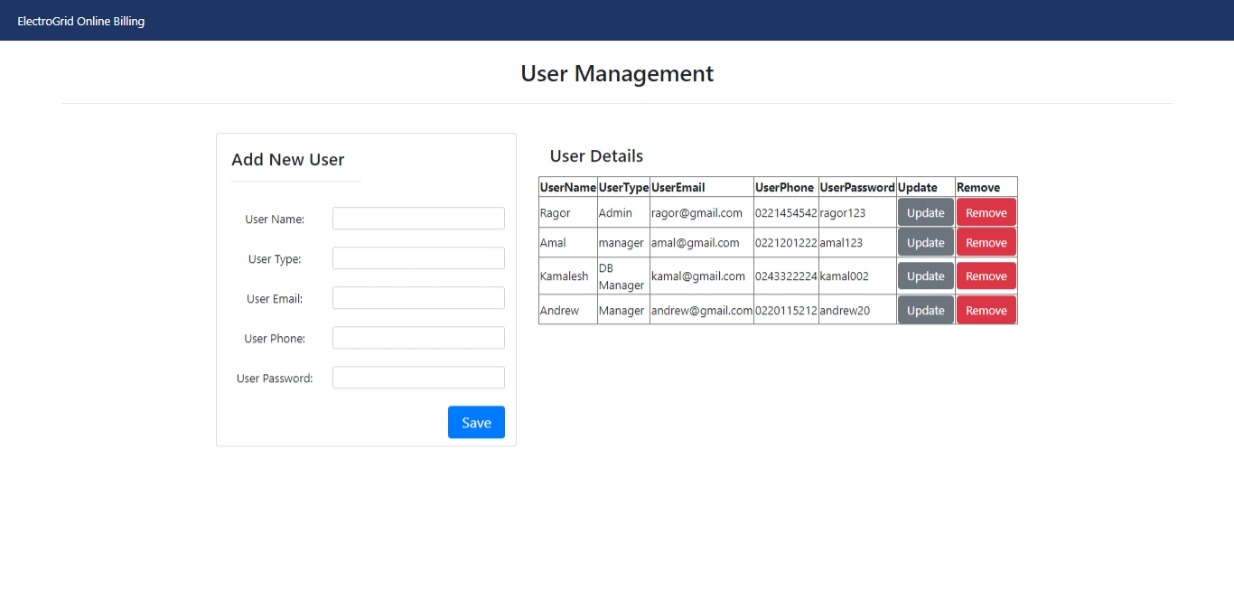 ElectroGrid Online Billing
User Management
Add New User
User Name:
User Type:
User Email:
User Phone:
User Password:
Save
User Details
UserName UserType UserEmail UserPhone UserPassword Update Remove
Ragor Admin ragor@gmail.com 0221454542 ragor123 Update Remove
Amal manager amal@gmail.com 0221201222 amal123 Update Remove
Kamalesh DB Manager kamal@gmail.com 0243322224 kamal002 Update Remove
Andrew Manager andrew@gmail.com 0220115212 andrew20 Update Remove